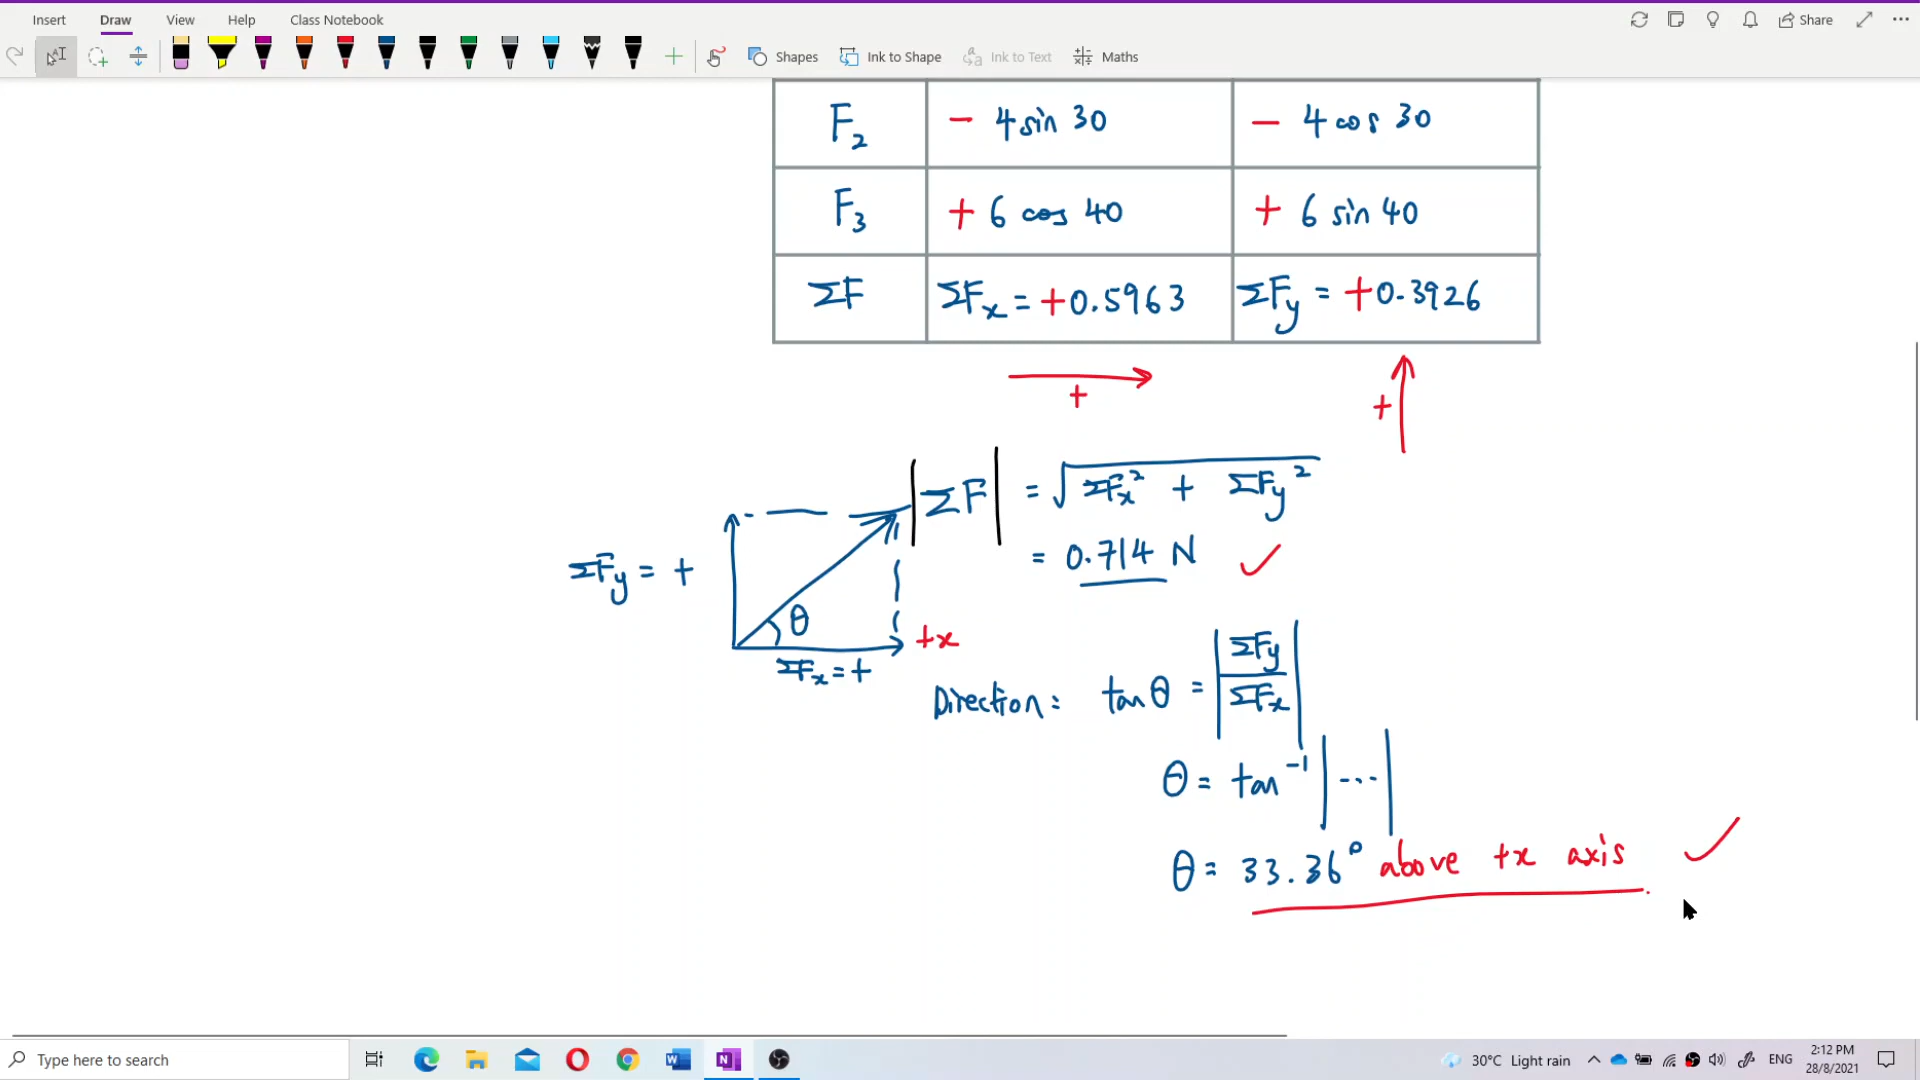 Insert Draw View Help Class Notebook Share
Shapes Ink to Shape Ink to Text Maths
F₂ - 4 sin 30 - 4 cos 30
F₃ + 6 cos 40 + 6 sin 40
ΣF ΣFₓ = +0.5963 ΣFy = +0.3926
+ +
|ΣF| = √ΣFₓ² + ΣFy²
= 0.714 N ✓
ΣFy = +
θ
+x
ΣFₓ = +
Direction: tan θ = |ΣFy / ΣFₓ|
θ = tan⁻¹ |...|
θ = 33.36° above +x axis ✓
Type here to search 30°C Light rain ENG 2:12 PM
28/8/2021